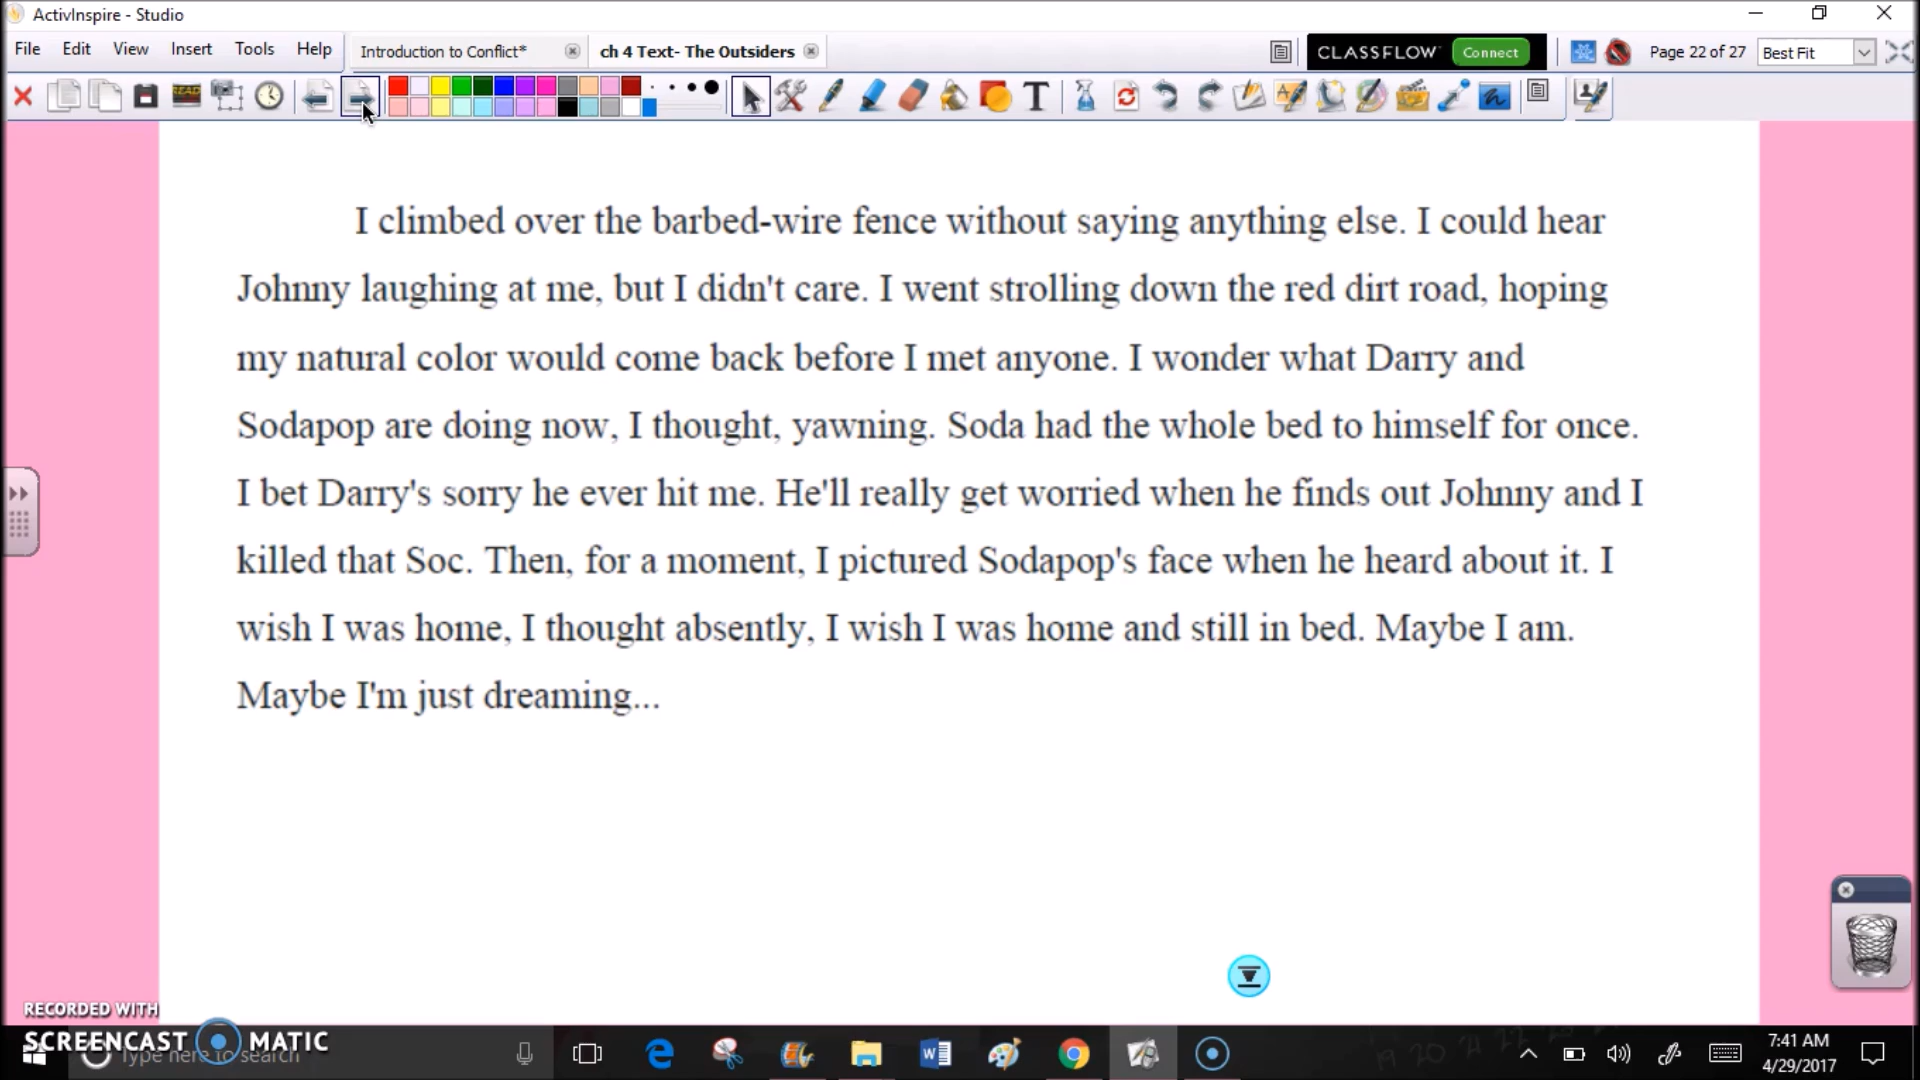 ActivInspire - Studio
File Edit View Insert Tools Help
Introduction to Conflict*
ch 4 Text- The Outsiders
CLASSFLOW Connect
Page 22 of 27
Best Fit
READ
T
I climbed over the barbed-wire fence without saying anything else. I could hear
Johnny laughing at me, but I didn't care. I went strolling down the red dirt road, hoping
my natural color would come back before I met anyone. I wonder what Darry and
Sodapop are doing now, I thought, yawning. Soda had the whole bed to himself for once.
I bet Darry's sorry he ever hit me. He'll really get worried when he finds out Johnny and I
killed that Soc. Then, for a moment, I pictured Sodapop's face when he heard about it. I
wish I was home, I thought absently, I wish I was home and still in bed. Maybe I am.
Maybe I'm just dreaming...
RECORDED WITH
SCREENCAST MATIC
Type here to search
7:41 AM
4/29/2017